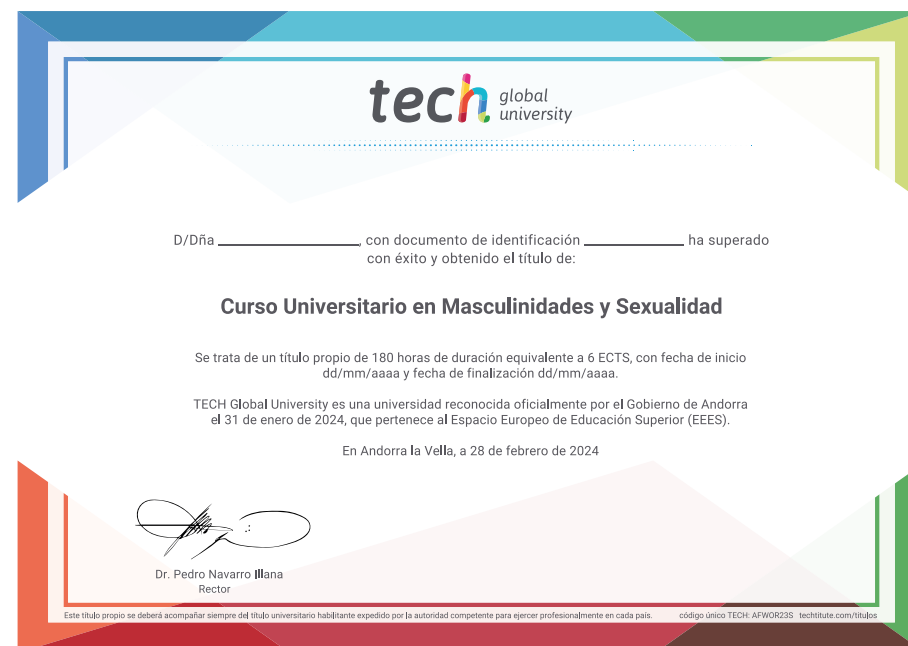 tech global university
D/Dña ____________________, con documento de identificación ______________ ha superado
con éxito y obtenido el título de:
Curso Universitario en Masculinidades y Sexualidad
Se trata de un título propio de 180 horas de duración equivalente a 6 ECTS, con fecha de inicio
dd/mm/aaaa y fecha de finalización dd/mm/aaaa.
TECH Global University es una universidad reconocida oficialmente por el Gobierno de Andorra
el 31 de enero de 2024, que pertenece al Espacio Europeo de Educación Superior (EEES).
En Andorra la Vella, a 28 de febrero de 2024
Dr. Pedro Navarro Illana
Rector
Este título propio se deberá acompañar siempre del título universitario habilitante expedido por la autoridad competente para ejercer profesionalmente en cada país. código único TECH: AFWOR23S techtitute.com/titulos